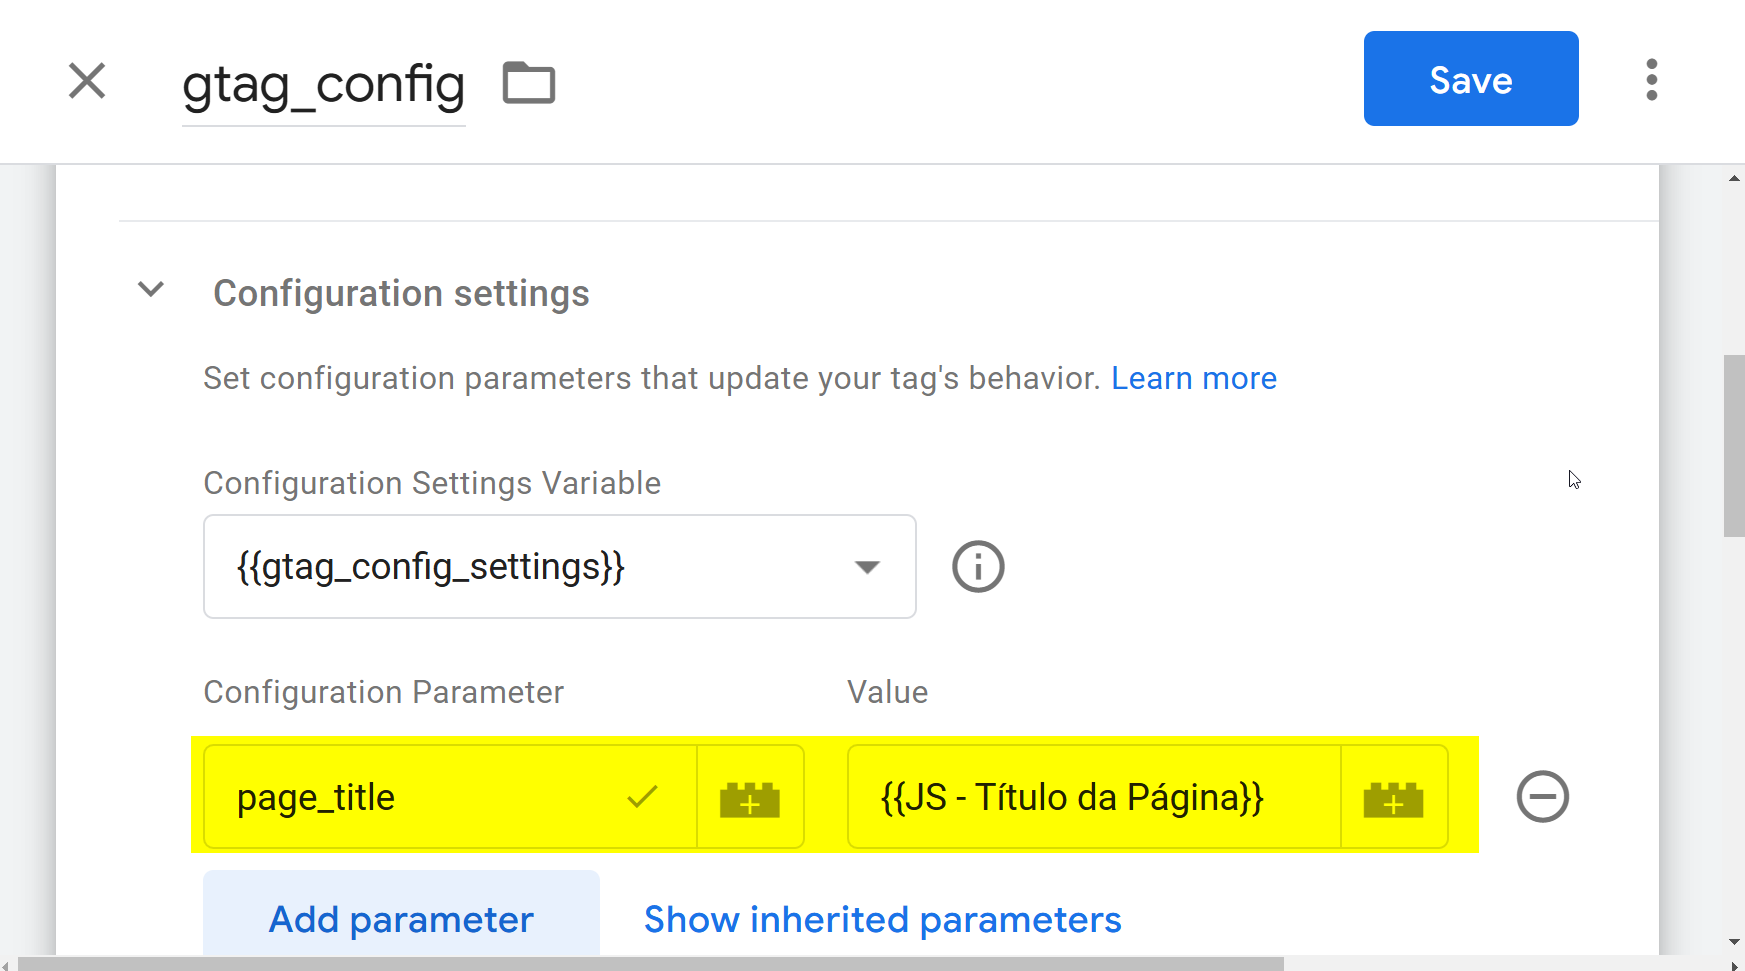 gtag_config
Save
Configuration settings
Set configuration parameters that update your tag's behavior. Learn more
Configuration Settings Variable
{{gtag_config_settings}}
Configuration Parameter
Value
page_title
{{JS - Título da Página}}
Add parameter
Show inherited parameters